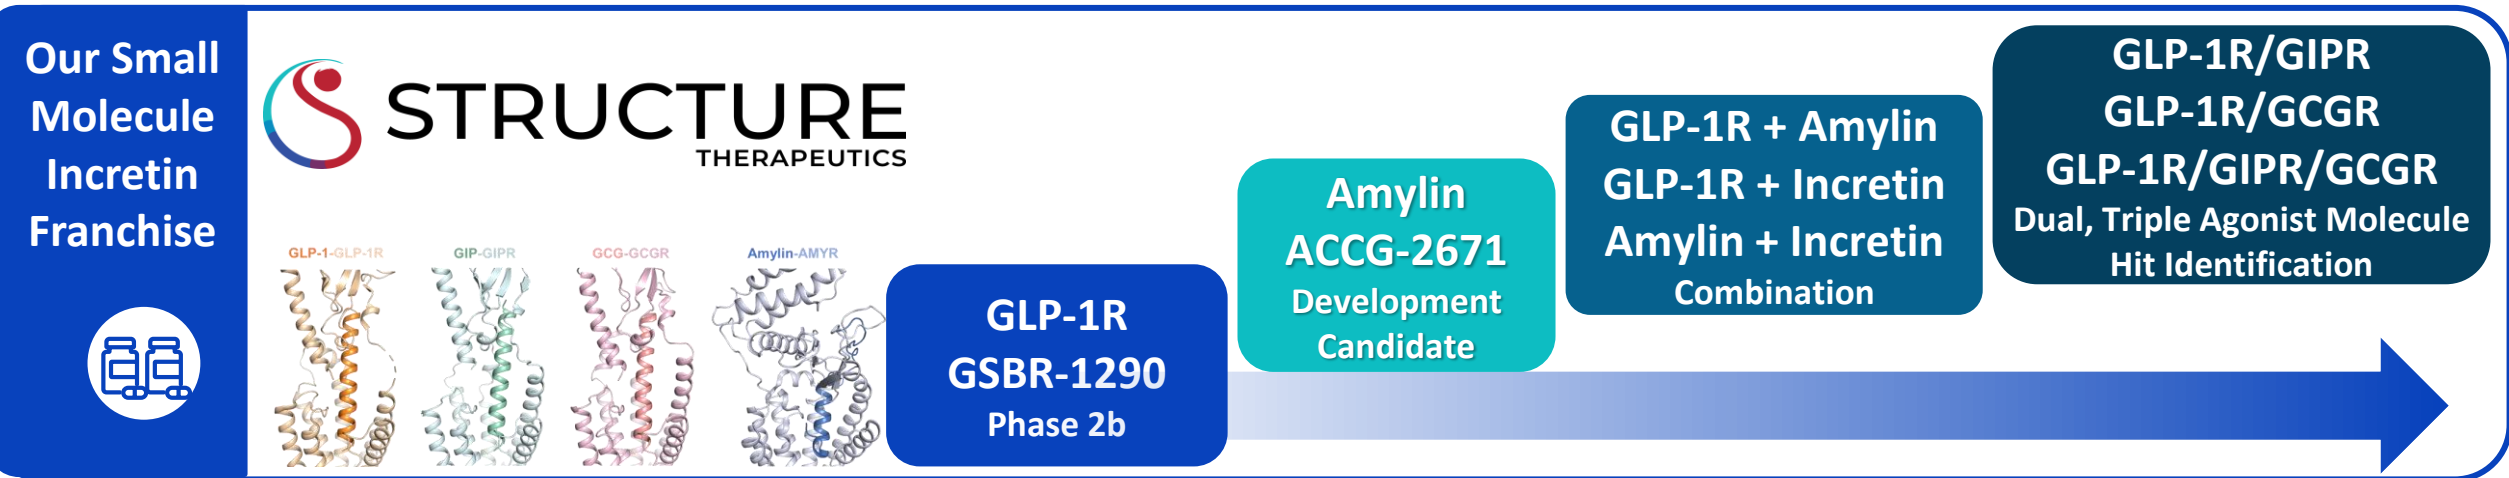 Our Small
Molecule
Incretin
Franchise
STRUCTURE
THERAPEUTICS
GLP-1-GLP-1R
GIP-GIPR
GCG-GCGR
Amylin-AMYR
GLP-1R
GSBR-1290
Phase 2b
Amylin
ACCG-2671
Development
Candidate
GLP-1R + Amylin
GLP-1R + Incretin
Amylin + Incretin
Combination
GLP-1R/GIPR
GLP-1R/GCGR
GLP-1R/GIPR/GCGR
Dual, Triple Agonist Molecule
Hit Identification